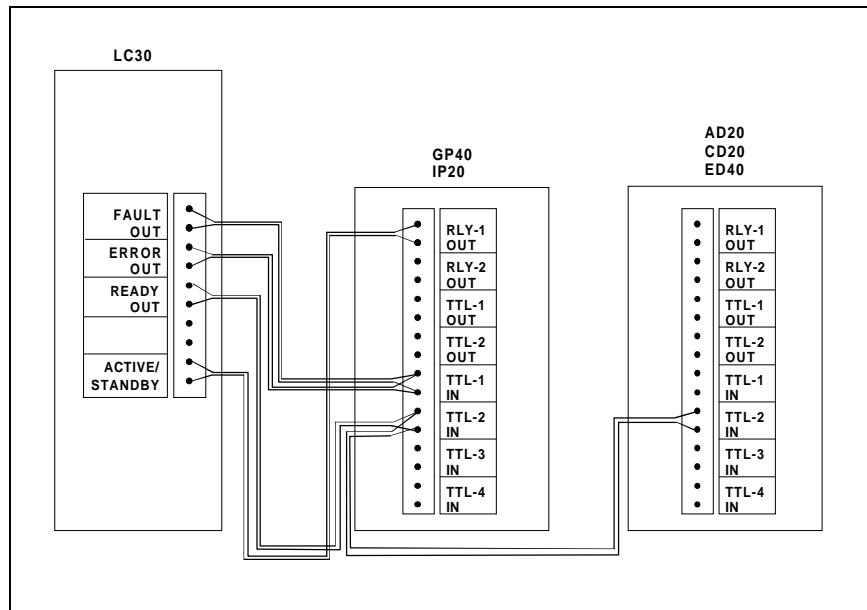 LC30
FAULT
OUT
ERROR
OUT
READY
OUT
ACTIVE/
STANDBY
GP40
IP20
RLY-1
OUT
RLY-2
OUT
TTL-1
OUT
TTL-2
OUT
TTL-1
IN
TTL-2
IN
TTL-3
IN
TTL-4
IN
AD20
CD20
ED40
RLY-1
OUT
RLY-2
OUT
TTL-1
OUT
TTL-2
OUT
TTL-1
IN
TTL-2
IN
TTL-3
IN
TTL-4
IN